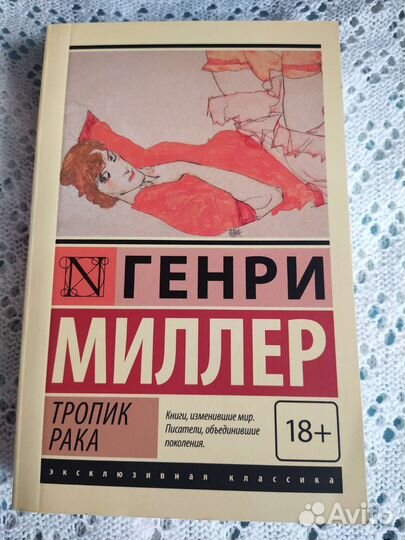 N
ГЕНРИ
МИЛЛЕР
ТРОПИК
РАКА
Книги, изменившие мир.
Писатели, объединившие
поколения.
18+
эксклюзивная классика
Avito